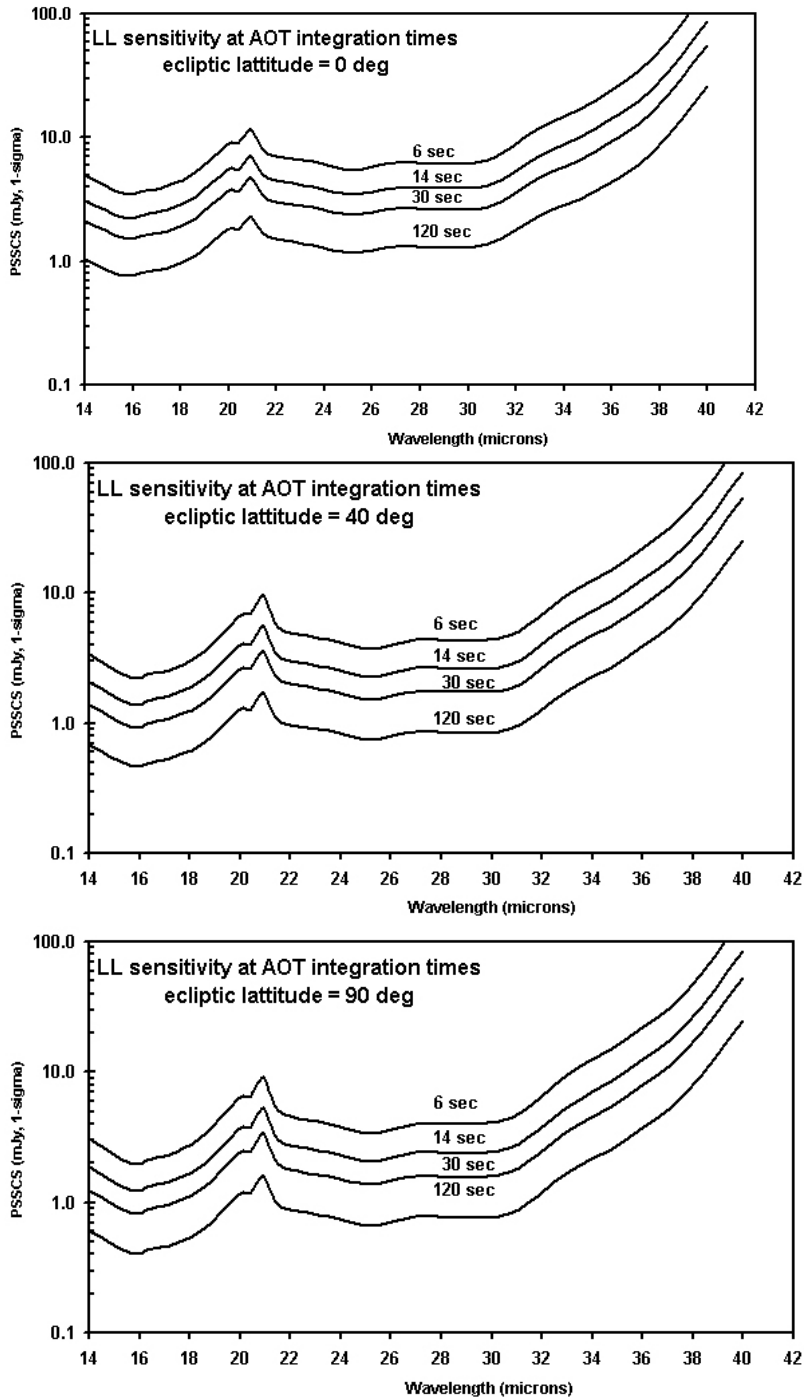 100.0
LL sensitivity at AOT integration times
ecliptic lattitude = 0 deg
10.0
6 sec
14 sec
30 sec
120 sec
1.0
0.1
PSSCS (mJy, 1-sigma)
14 16 18 20 22 24 26 28 30 32 34 36 38 40 42
Wavelength (microns)
100.0
LL sensitivity at AOT integration times
ecliptic lattitude = 40 deg
10.0
6 sec
14 sec
30 sec
120 sec
1.0
0.1
PSSCS (mJy, 1-sigma)
14 16 18 20 22 24 26 28 30 32 34 36 38 40 42
Wavelength (microns)
100.0
LL sensitivity at AOT integration times
ecliptic lattitude = 90 deg
10.0
6 sec
14 sec
30 sec
120 sec
1.0
0.1
PSSCS (mJy, 1-sigma)
14 16 18 20 22 24 26 28 30 32 34 36 38 40 42
Wavelength (microns)